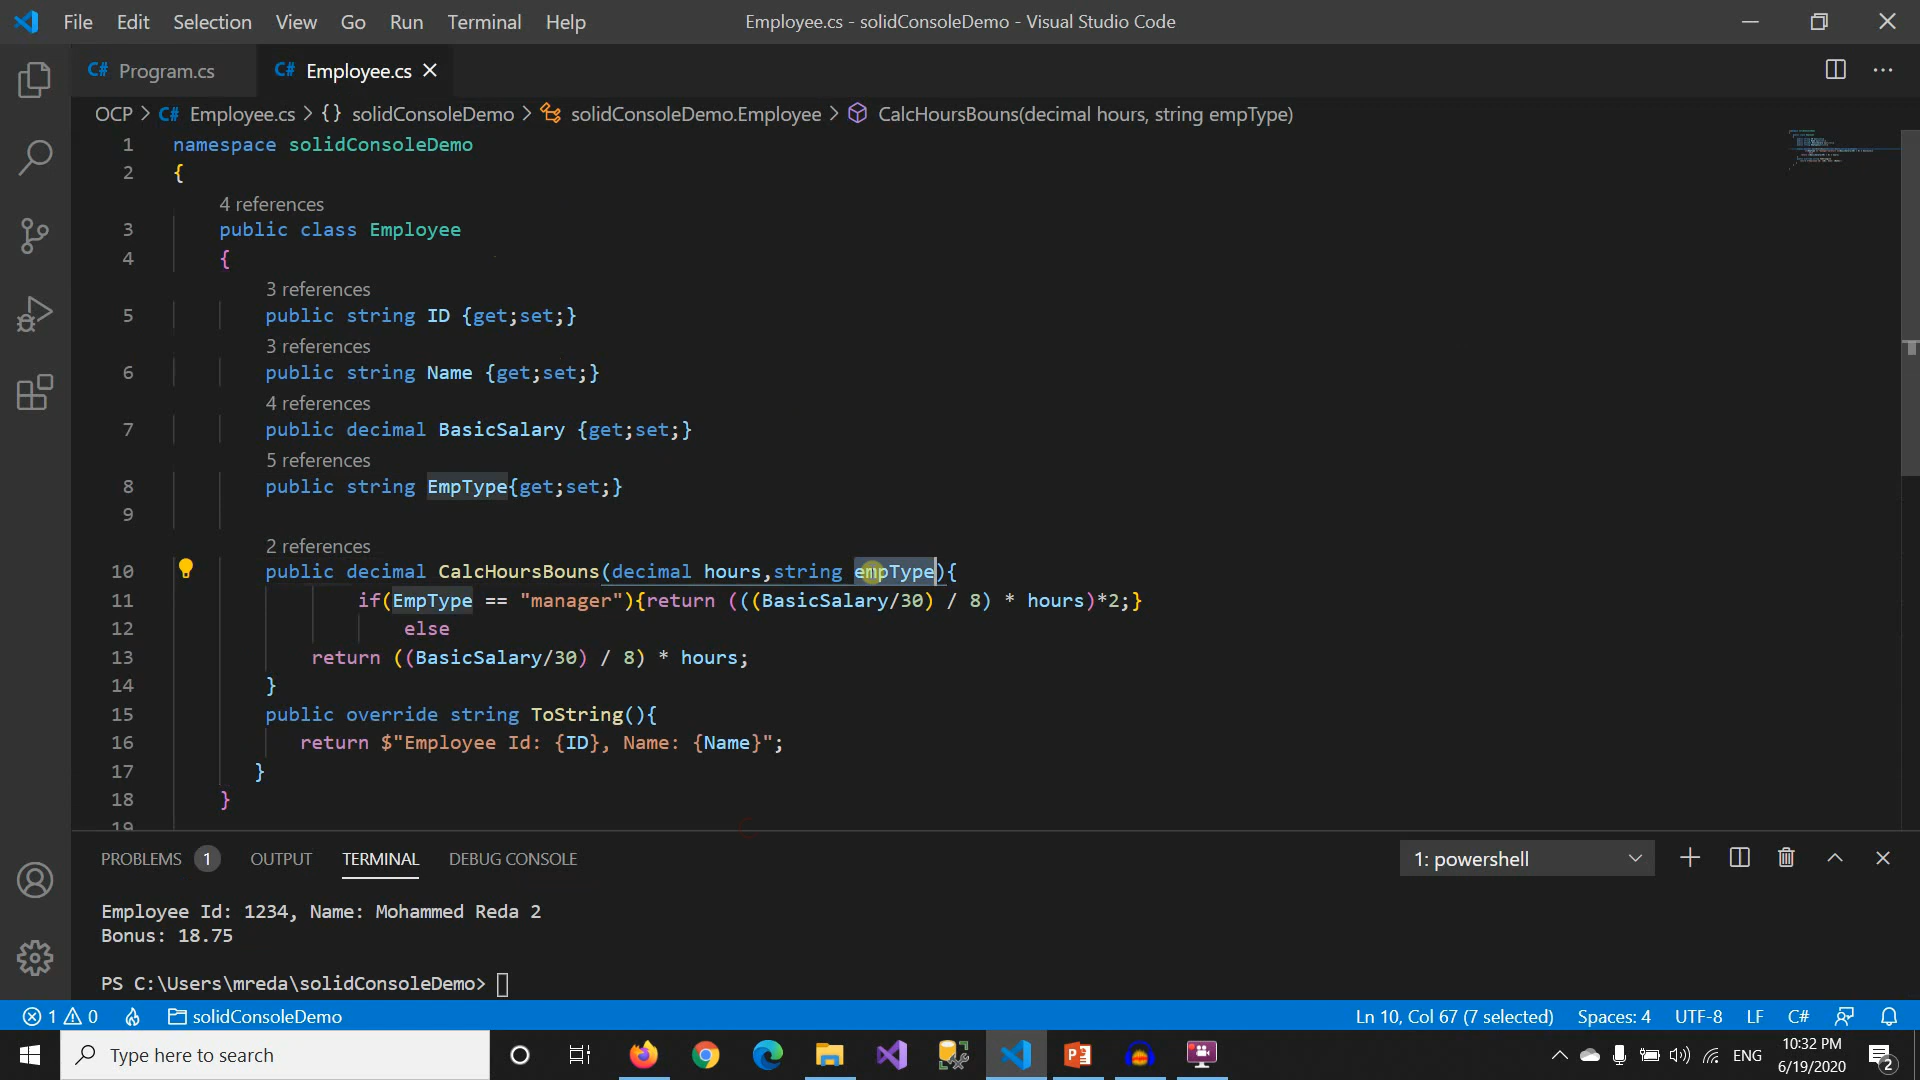 File Edit Selection View Go Run Terminal Help Employee.cs - solidConsoleDemo - Visual Studio Code
C# Program.cs C# Employee.cs
OCP > C# Employee.cs > {} solidConsoleDemo > solidConsoleDemo.Employee > CalcHoursBouns(decimal hours, string empType)
1 namespace solidConsoleDemo
2 {
4 references
3 public class Employee
4 {
3 references
5 public string ID {get;set;}
3 references
6 public string Name {get;set;}
4 references
7 public decimal BasicSalary {get;set;}
5 references
8 public string EmpType{get;set;}
9
2 references
10 public decimal CalcHoursBouns(decimal hours,string empType){
11 if(EmpType == "manager"){return (((BasicSalary/30) / 8) * hours)*2;}
12 else
13 return ((BasicSalary/30) / 8) * hours;
14 }
15 public override string ToString(){
16 return $"Employee Id: {ID}, Name: {Name}";
17 }
18 }
19
PROBLEMS 1 OUTPUT TERMINAL DEBUG CONSOLE 1: powershell
Employee Id: 1234, Name: Mohammed Reda 2
Bonus: 18.75
PS C:\Users\mreda\solidConsoleDemo>
1 0 solidConsoleDemo Ln 10, Col 67 (7 selected) Spaces: 4 UTF-8 LF C#
Type here to search ENG 10:32 PM 2
6/19/2020